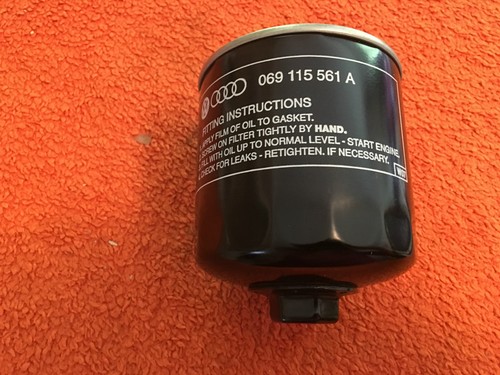 069 115 561 A
FITTING INSTRUCTIONS
APPLY FILM OF OIL TO GASKET.
SCREW ON FILTER TIGHTLY BY HAND.
FILL WITH OIL UP TO NORMAL LEVEL - START ENGINE,
CHECK FOR LEAKS - RETIGHTEN. IF NECESSARY.